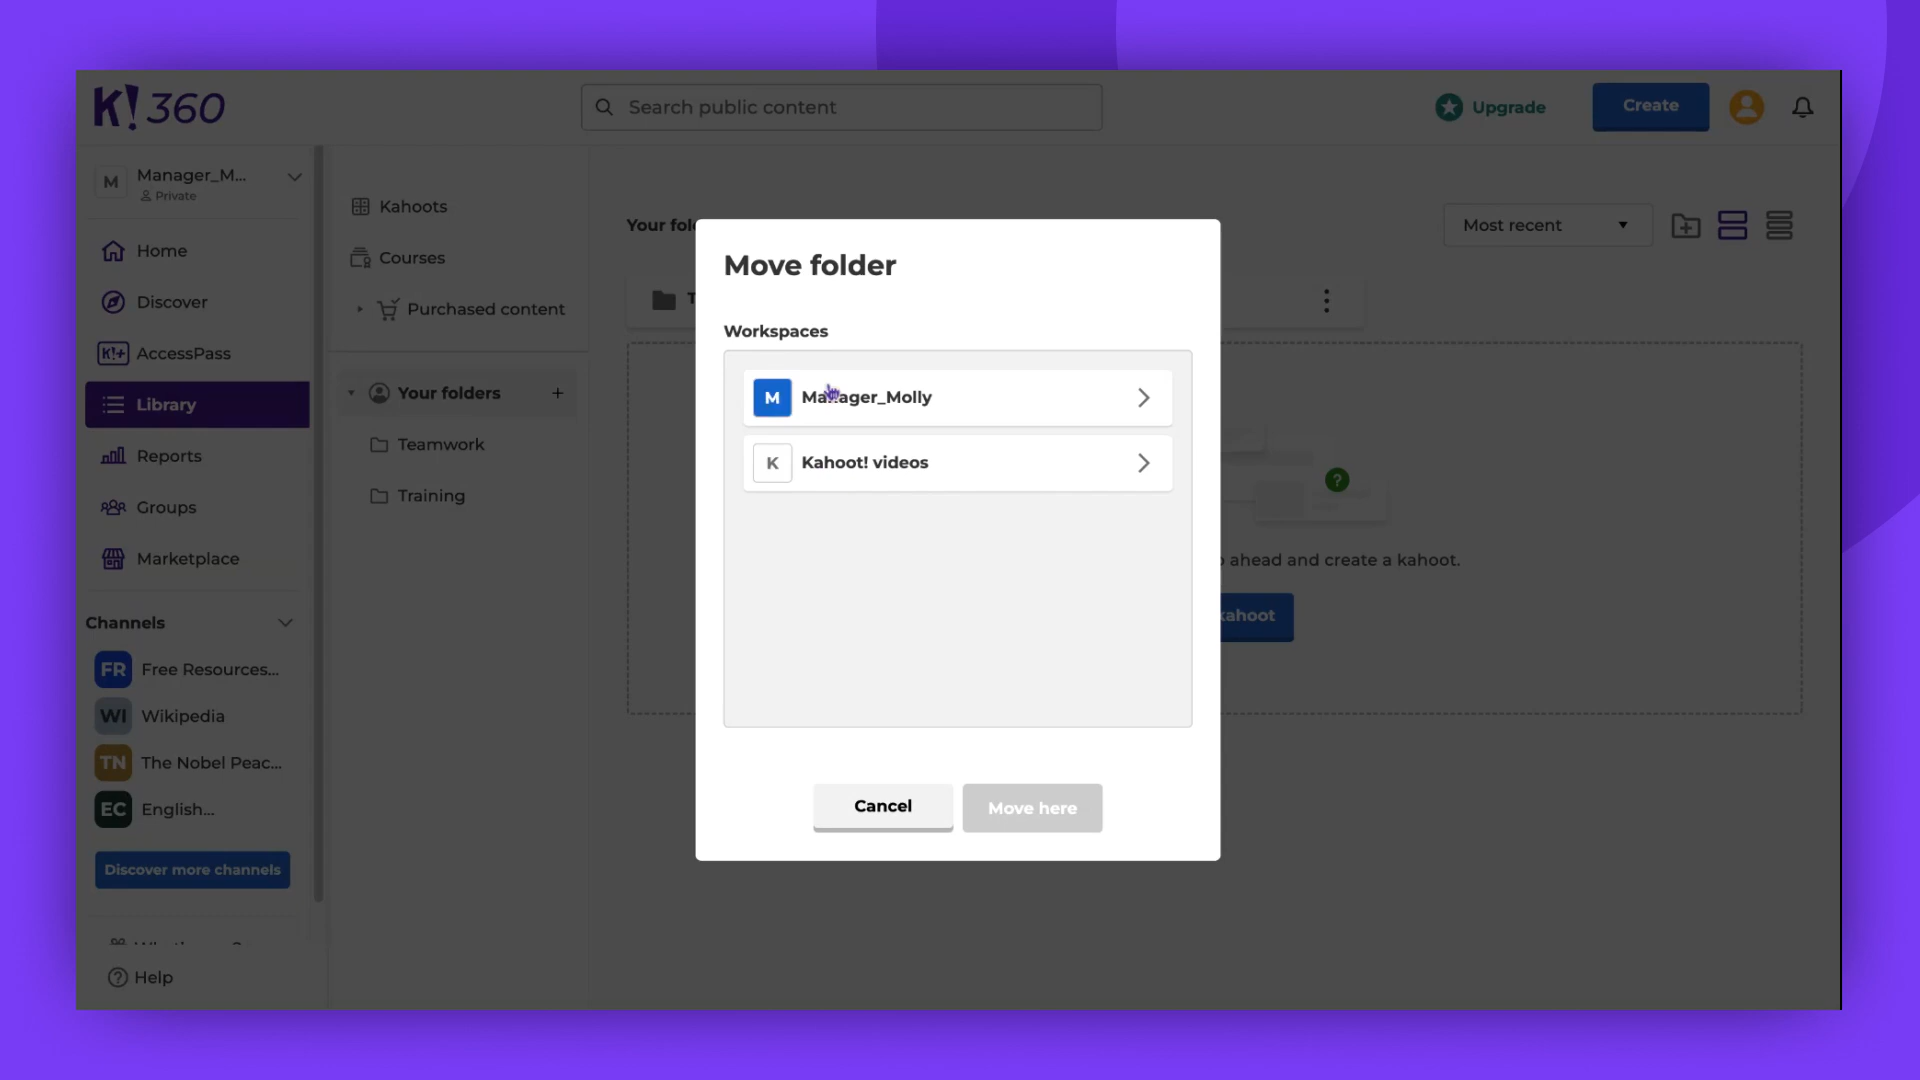 K! 360
Search public content
Upgrade
Create
M
Manager_M...
Private
Home
Discover
K!+ AccessPass
Library
Reports
Groups
Marketplace
Channels
FR Free Resources...
WI Wikipedia
TN The Nobel Peac...
EC English...
Discover more channels
Help
Kahoots
Courses
Purchased content
Your folders +
Teamwork
Training
Your fol
Most recent
T
?
ahead and create a kahoot.
kahoot
Move folder
Workspaces
M Manager_Molly
K Kahoot! videos
Cancel
Move here